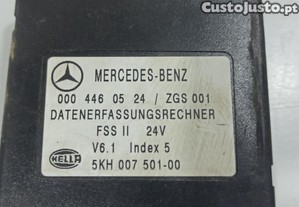 Custojusto.pt
MERCEDES-BENZ
000 446 05 24 / ZGS 001
DATENERFASSUNGSRECHNER
FSS II 24V
V6.1 Index 5
5KH 007 501-00
HELLA